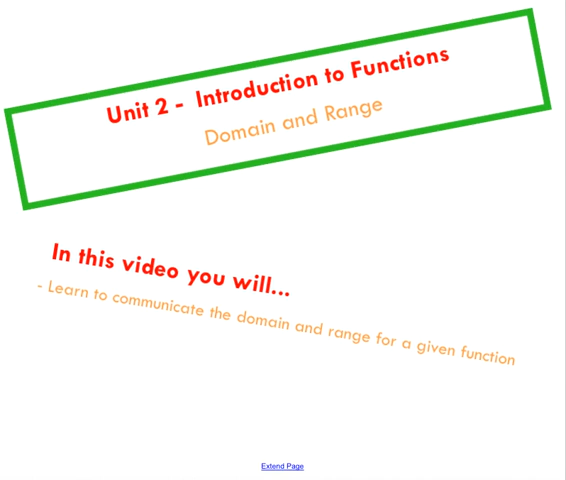 Unit 2 - Introduction to Functions
Domain and Range
In this video you will...
- Learn to communicate the domain and range for a given function
Extend Page